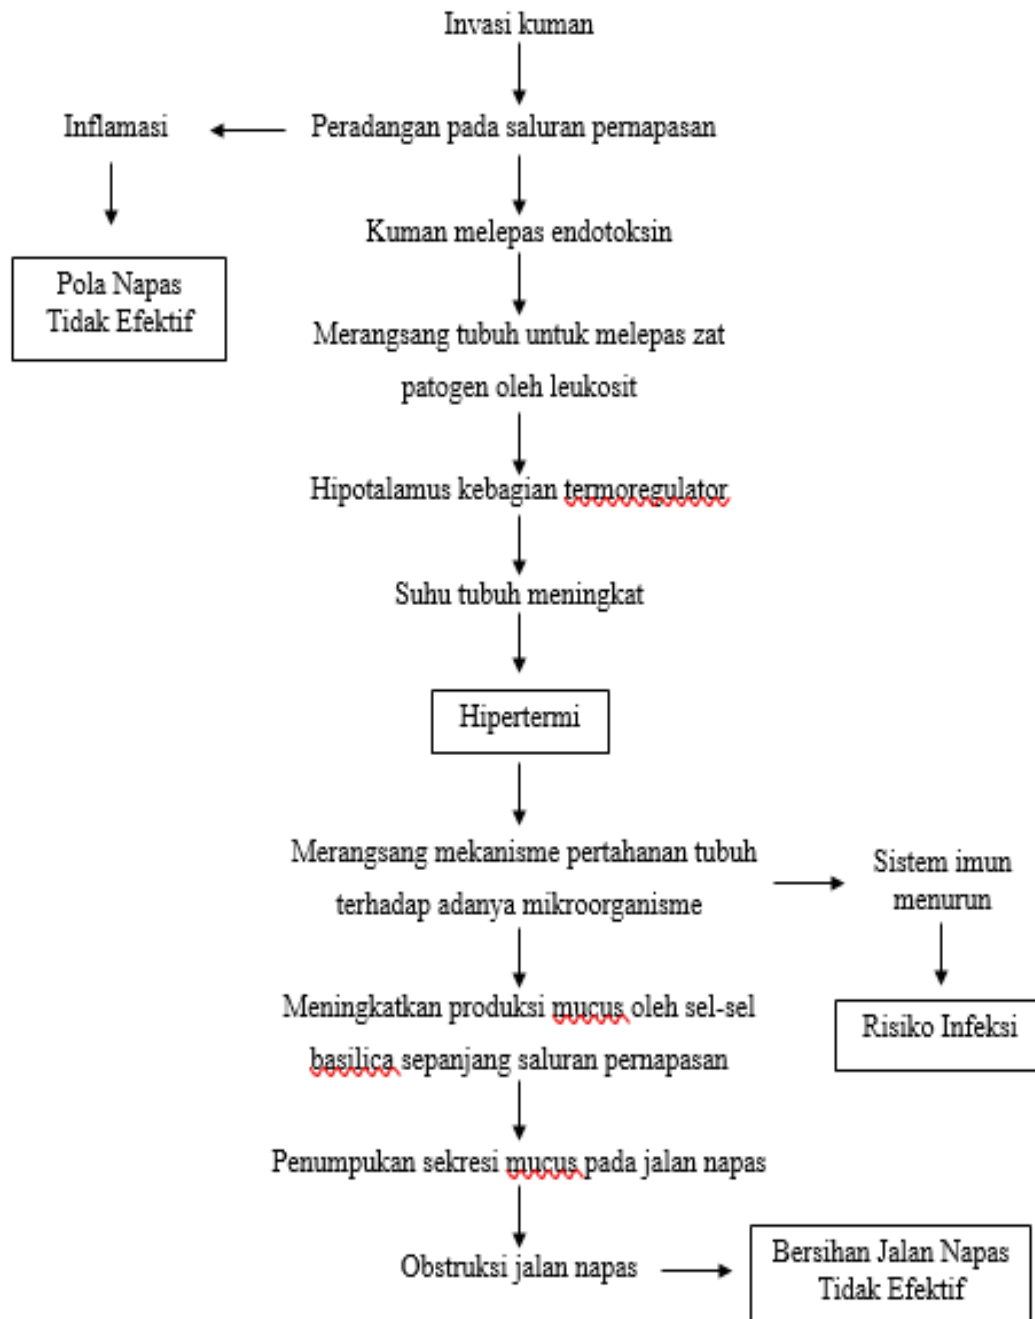 Invasi kuman
Inflamasi
Peradangan pada saluran pernapasan
Kuman melepas endotoksin
Pola Napas
Tidak Efektif
Merangsang tubuh untuk melepas zat
patogen oleh leukosit
Hipotalamus kebagian termoregulator
Suhu tubuh meningkat
Hipertermi
Merangsang mekanisme pertahanan tubuh
terhadap adanya mikroorganisme
Sistem imun
menurun
Meningkatkan produksi mucus oleh sel-sel
basilica sepanjang saluran pernapasan
Risiko Infeksi
Penumpukan sekresi mucus pada jalan napas
Obstruksi jalan napas
Bersihan Jalan Napas
Tidak Efektif